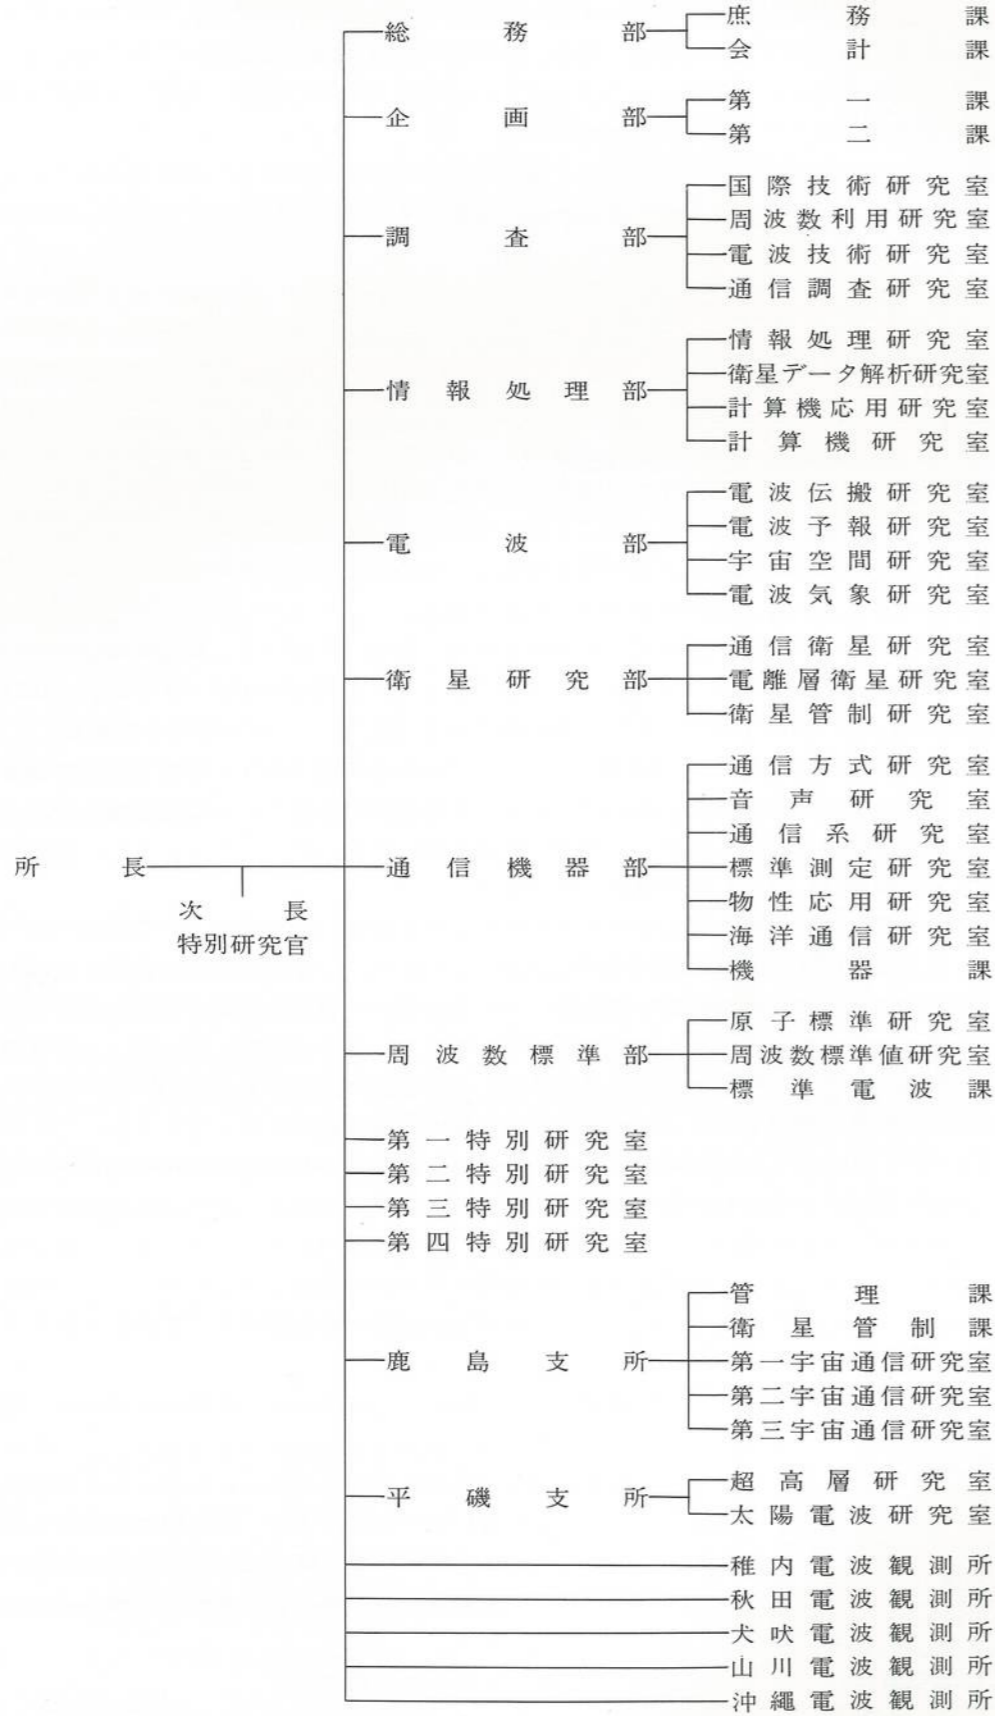 総務部
庶務課
会計課
企画部
第一課
第二課
調査部
国際技術研究室
周波数利用研究室
電波技術研究室
通信調査研究室
情報処理部
情報処理研究室
衛星データ解析研究室
計算機応用研究室
計算機研究室
電波部
電波伝搬研究室
電波予報研究室
宇宙空間研究室
電波気象研究室
衛星研究部
通信衛星研究室
電離層衛星研究室
衛星管制研究室
所長
次長
特別研究官
通信機器部
通信方式研究室
音声研究室
通信系研究室
標準測定研究室
物性応用研究室
海洋通信研究室
機器課
周波数標準部
原子標準研究室
周波数標準値研究室
標準電波課
第一特別研究室
第二特別研究室
第三特別研究室
第四特別研究室
鹿島支所
管理課
衛星管制課
第一宇宙通信研究室
第二宇宙通信研究室
第三宇宙通信研究室
平磯支所
超高層研究室
太陽電波研究室
稚内電波観測所
秋田電波観測所
犬吠電波観測所
山川電波観測所
沖縄電波観測所